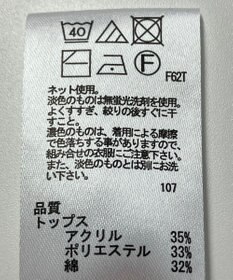 40
F
F62T
ネット使用。
淡色のものは無蛍光洗剤を使用。
よくすすぎ、絞りの後すぐに干す
こと。
濃色のものは、着用による摩擦
で色落ちする事がありますので、
組み合せの衣服にご注意下さい。
また、淡色のものとは別にお洗
い下さい。
107
品質
トップス
アクリル 35%
ポリエステル 33%
綿 32%